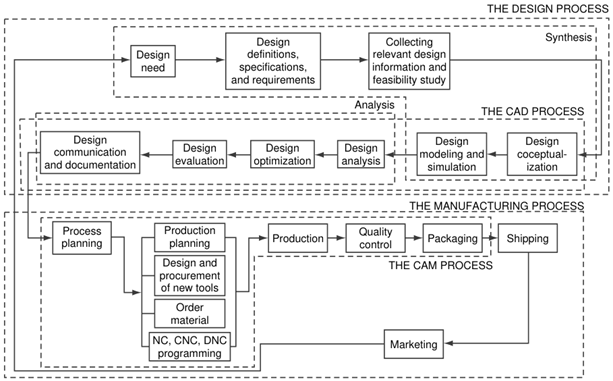 THE DESIGN PROCESS
Synthesis
Design
need
Design
definitions,
specifications,
and requirements
Collecting
relevant design
information and
feasibility study
Analysis
THE CAD PROCESS
Design
communication
and documentation
Design
evaluation
Design
optimization
Design
analysis
Design
modeling and
simulation
Design
coceptual-
ization
THE MANUFACTURING PROCESS
Process
planning
Production
planning
Design and
procurement
of new tools
Order
material
NC, CNC, DNC
programming
Production
Quality
control
Packaging
Shipping
THE CAM PROCESS
Marketing